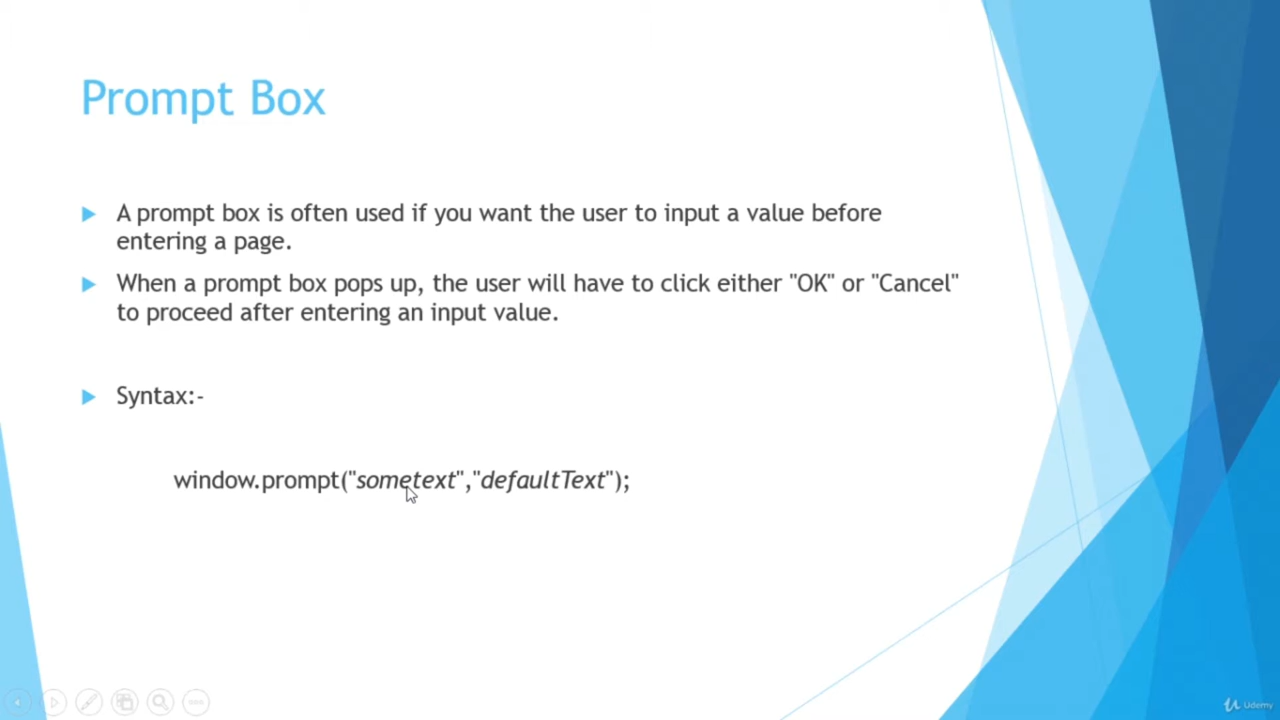 Prompt Box
A prompt box is often used if you want the user to input a value before
entering a page.
When a prompt box pops up, the user will have to click either "OK" or "Cancel"
to proceed after entering an input value.
Syntax:-
window.prompt("sometext","defaultText");
Udemy